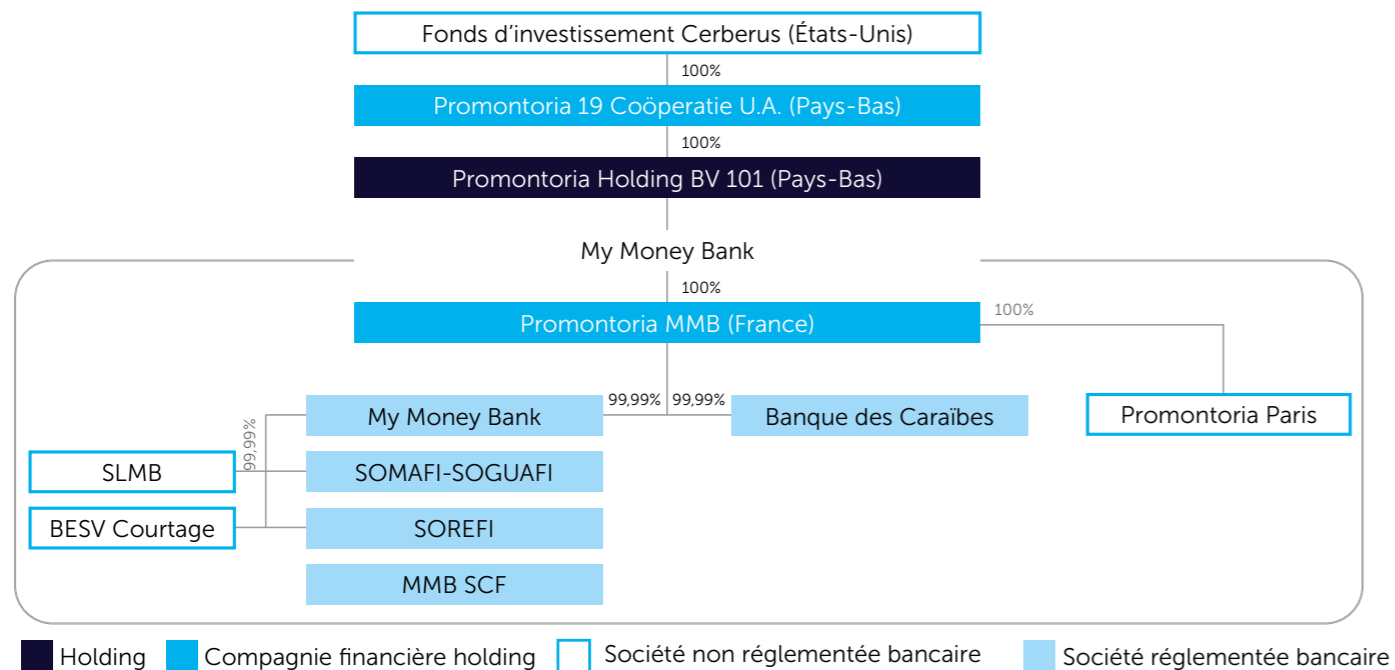 Fonds d'investissement Cerberus (États-Unis)
100%
Promontoria 19 Coöperatie U.A. (Pays-Bas)
100%
Promontoria Holding BV 101 (Pays-Bas)
My Money Bank
100%
Promontoria MMB (France)
100%
99,99% 99,99%
My Money Bank
Banque des Caraïbes
Promontoria Paris
99,99%
SLMB
SOMAFI-SOGUAFI
BESV Courtage
SOREFI
MMB SCF
Holding
Compagnie financière holding
Société non réglementée bancaire
Société réglementée bancaire